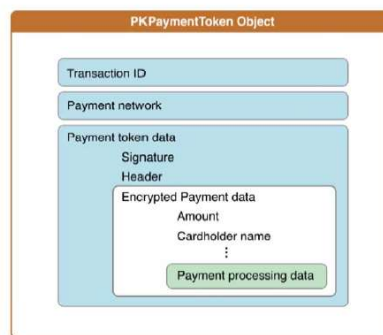 PKPaymentToken Object
Transaction ID
Payment network
Payment token data
Signature
Header
Encrypted Payment data
Amount
Cardholder name
⋮
Payment processing data